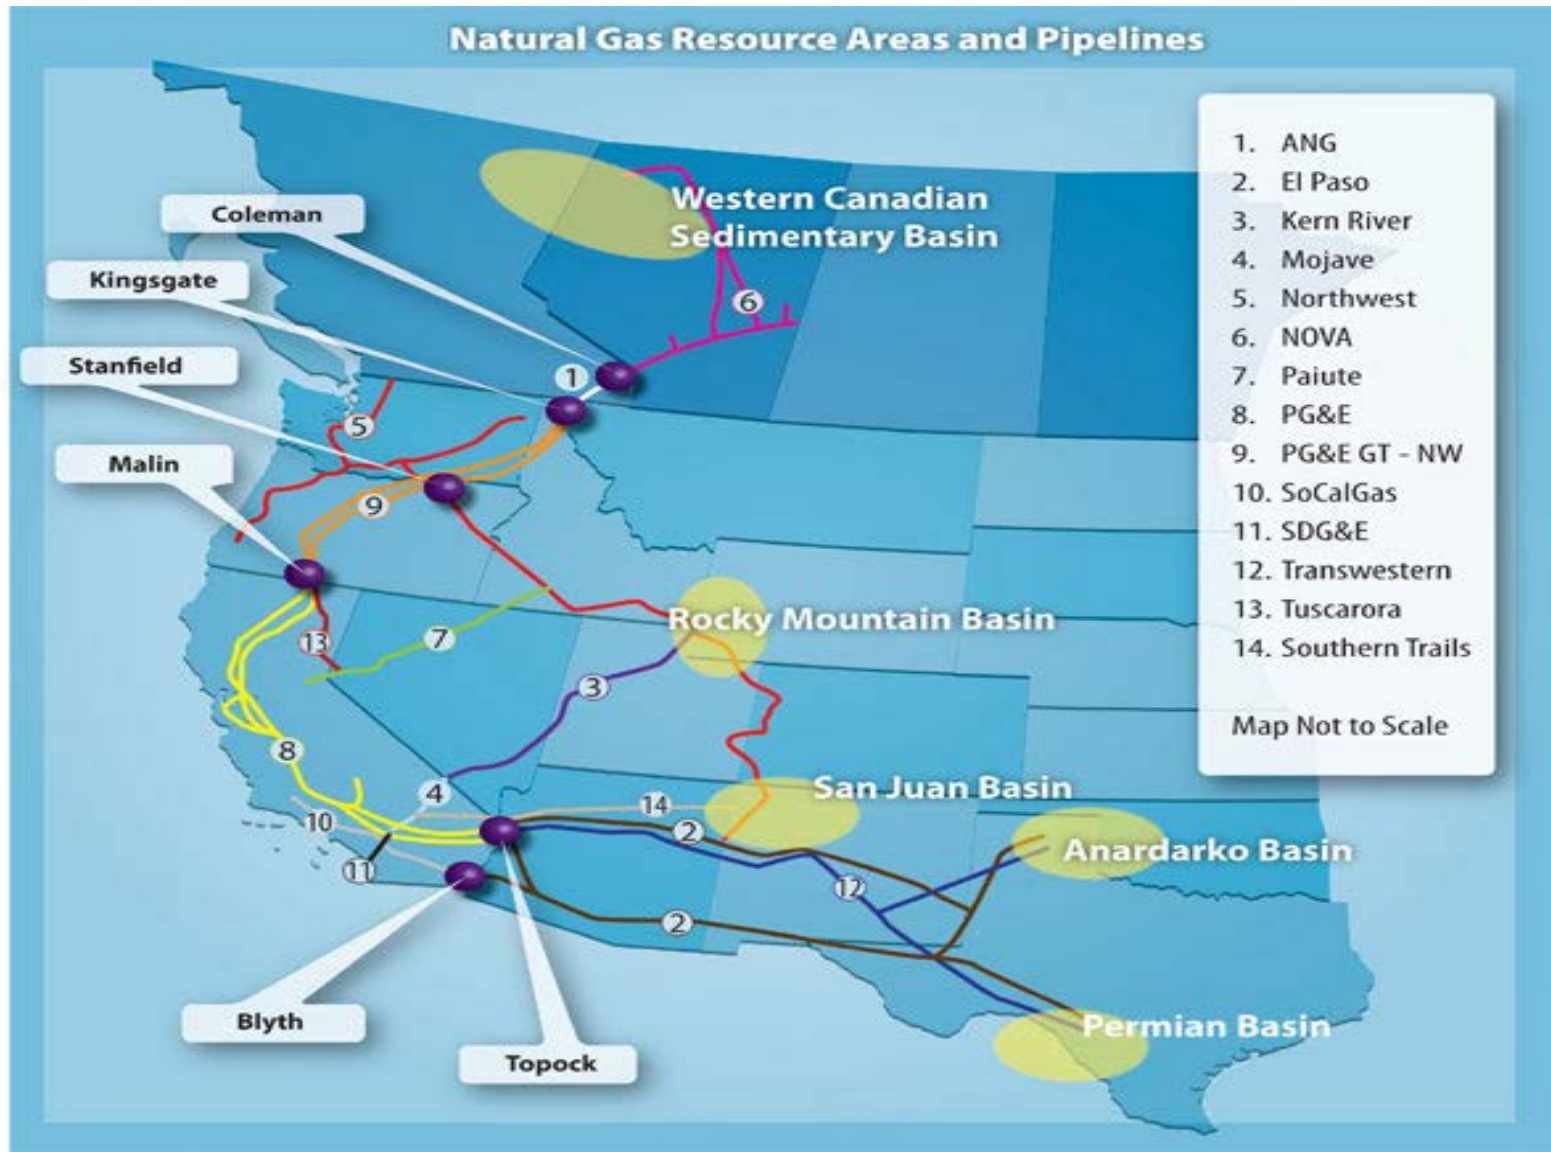 Natural Gas Resource Areas and Pipelines
Coleman
Kingsgate
Stanfield
Malin
Western Canadian
Sedimentary Basin
6
1
5
9
Rocky Mountain Basin
13
7
3
8
4
San Juan Basin
14
10
2
11
Anardarko Basin
12
2
Blyth
Topock
Permian Basin
1. ANG
2. El Paso
3. Kern River
4. Mojave
5. Northwest
6. NOVA
7. Paiute
8. PG&E
9. PG&E GT - NW
10. SoCalGas
11. SDG&E
12. Transwestern
13. Tuscarora
14. Southern Trails
Map Not to Scale